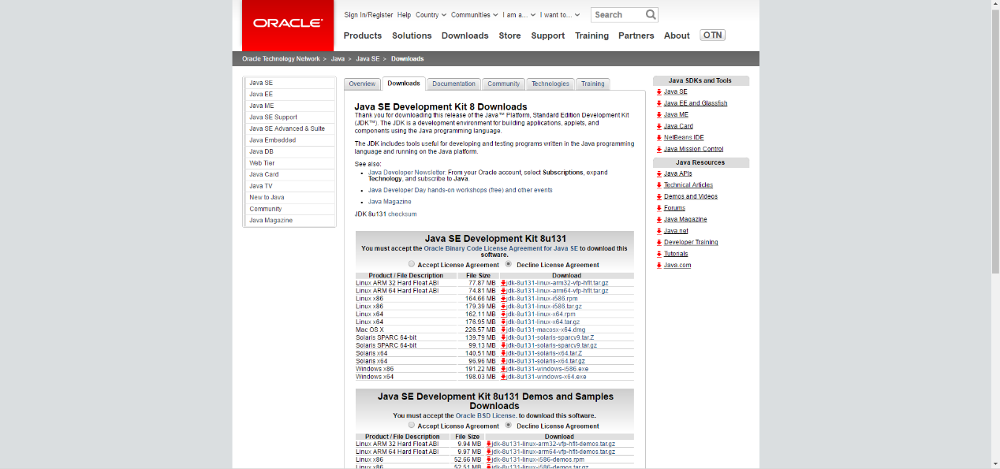 ORACLE
Sign In/Register Help Country Communities I am a... I want to... Search
Products Solutions Downloads Store Support Training Partners About OTN
Oracle Technology Network > Java > Java SE > Downloads
Java SE
Java EE
Java ME
Java SE Support
Java SE Advanced & Suite
Java Embedded
Java DB
Web Tier
Java Card
Java TV
New to Java
Community
Java Magazine
Overview Downloads Documentation Community Technologies Training
Java SE Development Kit 8 Downloads
Thank you for downloading this release of the Java™ Platform, Standard Edition Development Kit
(JDK™). The JDK is a development environment for building applications, applets, and
components using the Java programming language.
The JDK includes tools useful for developing and testing programs written in the Java programming
language and running on the Java platform.
See also:
• Java Developer Newsletter: From your Oracle account, select Subscriptions, expand
Technology, and subscribe to Java.
• Java Developer Day hands-on workshops (free) and other events
• Java Magazine
JDK 8u131 checksum
Java SE Development Kit 8u131
You must accept the Oracle Binary Code License Agreement for Java SE to download this
software.
Accept License Agreement Decline License Agreement
Product / File Description File Size Download
Linux ARM 32 Hard Float ABI 77.87 MB jdk-8u131-linux-arm32-vfp-hflt.tar.gz
Linux ARM 64 Hard Float ABI 74.81 MB jdk-8u131-linux-arm64-vfp-hflt.tar.gz
Linux x86 164.66 MB jdk-8u131-linux-i586.rpm
Linux x86 179.39 MB jdk-8u131-linux-i586.tar.gz
Linux x64 162.11 MB jdk-8u131-linux-x64.rpm
Linux x64 176.95 MB jdk-8u131-linux-x64.tar.gz
Mac OS X 226.57 MB jdk-8u131-macosx-x64.dmg
Solaris SPARC 64-bit 139.79 MB jdk-8u131-solaris-sparcv9.tar.Z
Solaris SPARC 64-bit 99.13 MB jdk-8u131-solaris-sparcv9.tar.gz
Solaris x64 140.51 MB jdk-8u131-solaris-x64.tar.Z
Solaris x64 96.96 MB jdk-8u131-solaris-x64.tar.gz
Windows x86 191.22 MB jdk-8u131-windows-i586.exe
Windows x64 198.03 MB jdk-8u131-windows-x64.exe
Java SE Development Kit 8u131 Demos and Samples
Downloads
You must accept the Oracle BSD License. to download this software.
Accept License Agreement Decline License Agreement
Product / File Description File Size Download
Linux ARM 32 Hard Float ABI 9.94 MB jdk-8u131-linux-arm32-vfp-hflt-demos.tar.gz
Linux ARM 64 Hard Float ABI 9.97 MB jdk-8u131-linux-arm64-vfp-hflt-demos.tar.gz
Linux x86 52.66 MB jdk-8u131-linux-i586-demos.rpm
Linux x86 52.51 MB jdk-8u131-linux-i586-demos.tar.gz
Java SDKs and Tools
Java SE
Java EE and Glassfish
Java ME
Java Card
NetBeans IDE
Java Mission Control
Java Resources
Java APIs
Technical Articles
Demos and Videos
Forums
Java Magazine
Java.net
Developer Training
Tutorials
Java.com